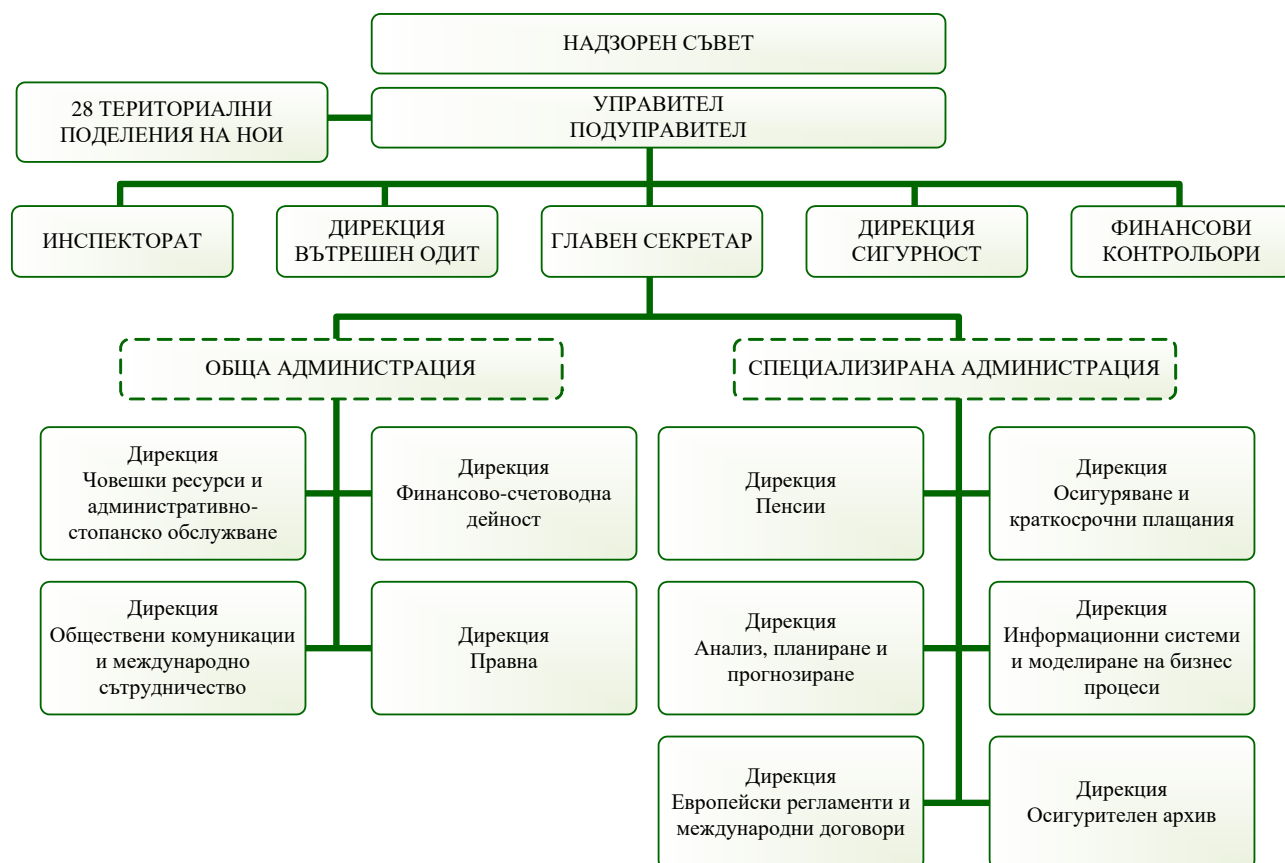 НАДЗОРЕН СЪВЕТ
28 ТЕРИТОРИАЛНИ
ПОДЕЛЕНИЯ НА НОИ
УПРАВИТЕЛ
ПОДУПРАВИТЕЛ
ИНСПЕКТОРАТ
ДИРЕКЦИЯ
ВЪТРЕШЕН ОДИТ
ГЛАВЕН СЕКРЕТАР
ДИРЕКЦИЯ
СИГУРНОСТ
ФИНАНСОВИ
КОНТРОЛЬОРИ
ОБЩА АДМИНИСТРАЦИЯ
СПЕЦИАЛИЗИРАНА АДМИНИСТРАЦИЯ
Дирекция
Човешки ресурси и
административно-
стопанско обслужване
Дирекция
Финансово-счетоводна
дейност
Дирекция
Пенсии
Дирекция
Осигуряване и
краткосрочни плащания
Дирекция
Обществени комуникации
и международно
сътрудничество
Дирекция
Правна
Дирекция
Анализ, планиране и
прогнозиране
Дирекция
Информационни системи
и моделиране на бизнес
процеси
Дирекция
Европейски регламенти и
международни договори
Дирекция
Осигурителен архив